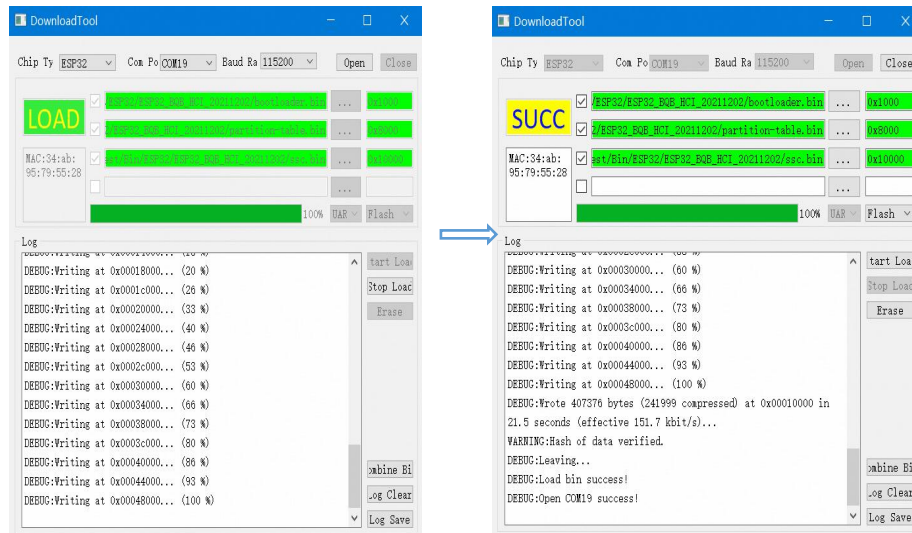 DownloadTool
Chip Ty ESP32 Com Po COM19 Baud Ra 115200 Open Close
LOAD
/ESP32/ESP32_BQB_HCI_20211202/bootloader.bin ... 0x1000
2/ESP32_BQB_HCI_20211202/partition-table.bin ... 0x8000
MAC:34:ab:
95:79:55:28
est/Bin/ESP32/ESP32_BQB_HCI_20211202/ssc.bin ... 0x10000
...
100% UAR Flash
Log
DEBUG:Writing at 0x00018000... (20 %)
DEBUG:Writing at 0x0001c000... (26 %)
DEBUG:Writing at 0x00020000... (33 %)
DEBUG:Writing at 0x00024000... (40 %)
DEBUG:Writing at 0x00028000... (46 %)
DEBUG:Writing at 0x0002c000... (53 %)
DEBUG:Writing at 0x00030000... (60 %)
DEBUG:Writing at 0x00034000... (66 %)
DEBUG:Writing at 0x00038000... (73 %)
DEBUG:Writing at 0x0003c000... (80 %)
DEBUG:Writing at 0x00040000... (86 %)
DEBUG:Writing at 0x00044000... (93 %)
DEBUG:Writing at 0x00048000... (100 %)
tart Loa
Stop Load
Erase
ombine Bi
Log Clear
Log Save
DownloadTool
Chip Ty ESP32 Com Po COM19 Baud Ra 115200 Open Close
SUCC
/ESP32/ESP32_BQB_HCI_20211202/bootloader.bin ... 0x1000
2/ESP32_BQB_HCI_20211202/partition-table.bin ... 0x8000
MAC:34:ab:
95:79:55:28
est/Bin/ESP32/ESP32_BQB_HCI_20211202/ssc.bin ... 0x10000
...
100% UAR Flash
Log
DEBUG:Writing at 0x00030000... (60 %)
DEBUG:Writing at 0x00034000... (66 %)
DEBUG:Writing at 0x00038000... (73 %)
DEBUG:Writing at 0x0003c000... (80 %)
DEBUG:Writing at 0x00040000... (86 %)
DEBUG:Writing at 0x00044000... (93 %)
DEBUG:Writing at 0x00048000... (100 %)
DEBUG:Wrote 407376 bytes (241999 compressed) at 0x00010000 in
21.5 seconds (effective 151.7 kbit/s)...
WARNING:Hash of data verified.
DEBUG:Leaving...
DEBUG:Load bin success!
DEBUG:Open COM19 success!
tart Loa
Stop Load
Erase
ombine Bi
Log Clear
Log Save